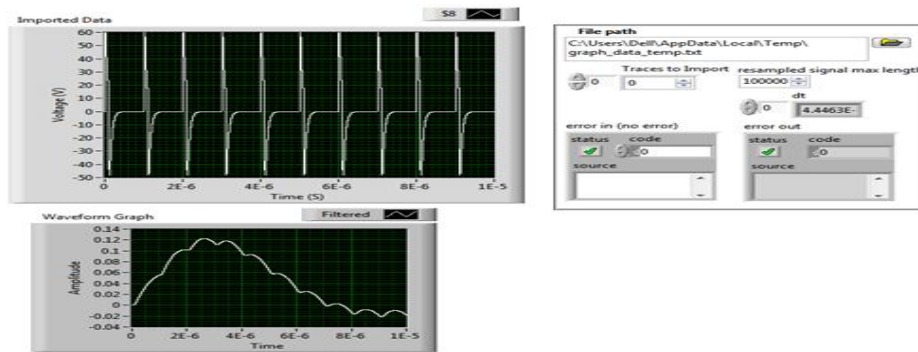 Imported Data
S8
60
50
40
30
20
10
0
-10
-20
-30
-40
-50
Voltage (V)
0 2E-6 4E-6 6E-6 8E-6 1E-5
Time (S)
File path
C:\Users\Dell\AppData\Local\Temp\
graph_data_temp.txt
Traces to Import
0
0
resampled signal max length
100000
dt
0
4.4463E-
error in (no error)
status code
0
source
error out
status code
0
source
Waveform Graph
Filtered
0.14
0.12
0.1
0.08
0.06
0.04
0.02
0
-0.02
-0.04
Amplitude
0 2E-6 4E-6 6E-6 8E-6 1E-5
Time